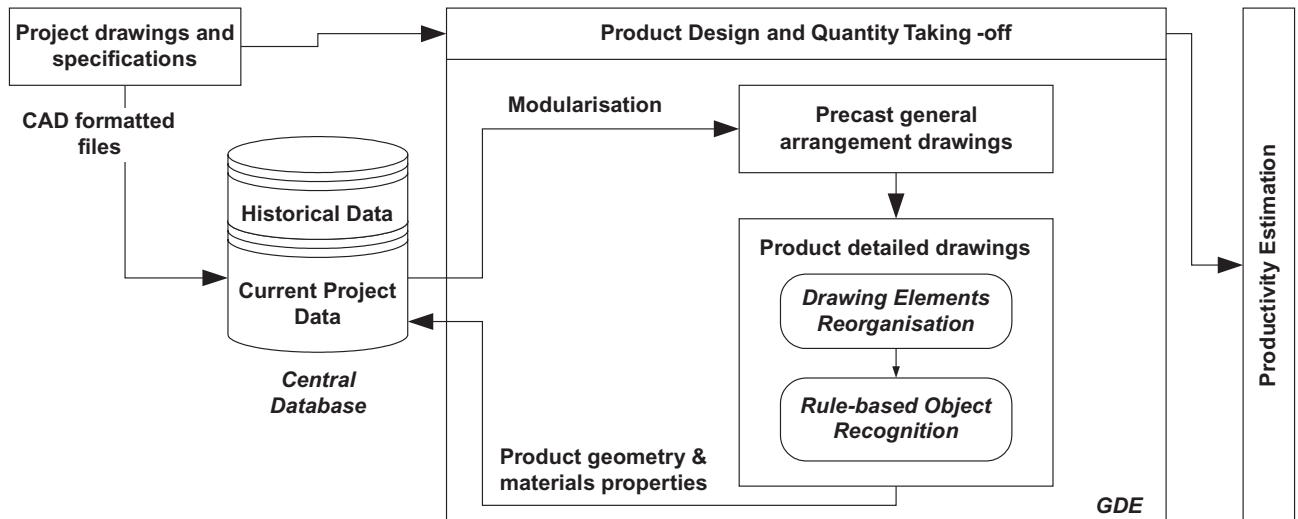 Project drawings and
specifications
Product Design and Quantity Taking -off
CAD formatted
files
Modularisation
Precast general
arrangement drawings
Historical Data
Current Project
Data
Central
Database
Product detailed drawings
Drawing Elements
Reorganisation
Rule-based Object
Recognition
Product geometry &
materials properties
GDE
Productivity Estimation